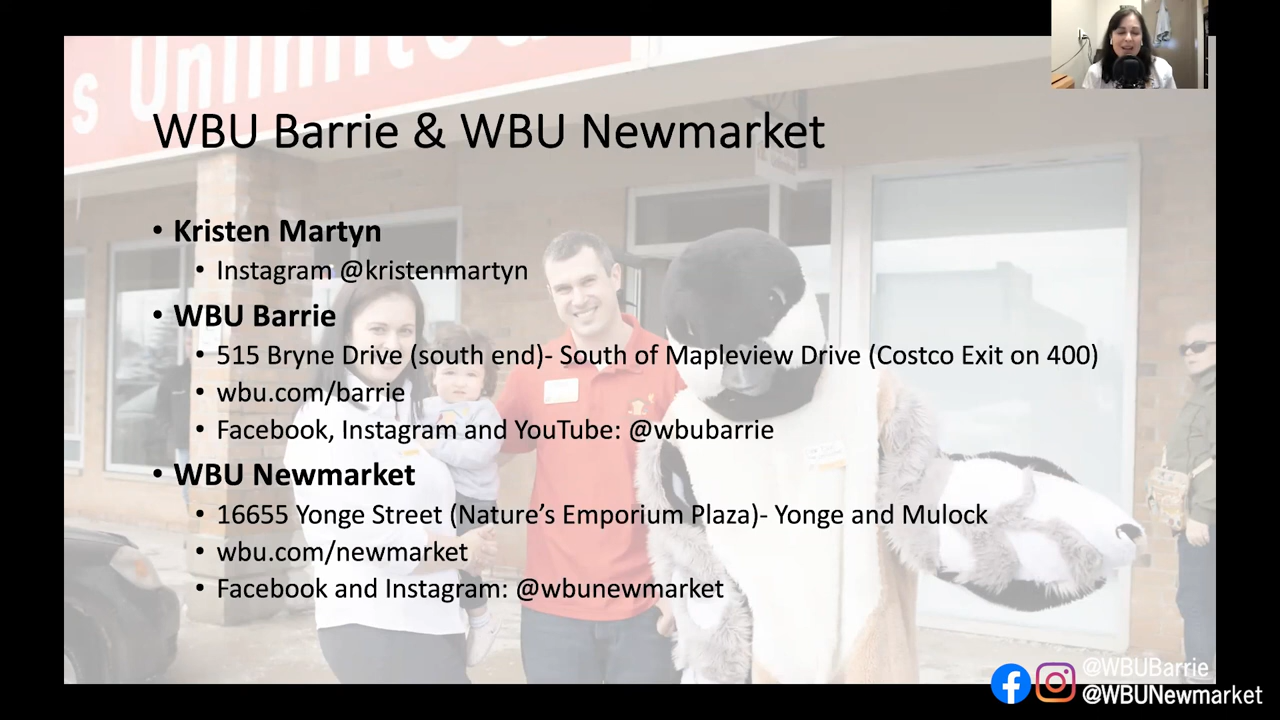 s Unlimited
WBU Barrie & WBU Newmarket
• Kristen Martyn
• Instagram @kristenmartyn
• WBU Barrie
• 515 Bryne Drive (south end)- South of Mapleview Drive (Costco Exit on 400)
• wbu.com/barrie
• Facebook, Instagram and YouTube: @wbubarrie
• WBU Newmarket
• 16655 Yonge Street (Nature’s Emporium Plaza)- Yonge and Mulock
• wbu.com/newmarket
• Facebook and Instagram: @wbunewmarket
@WBUBarrie
@WBUNewmarket